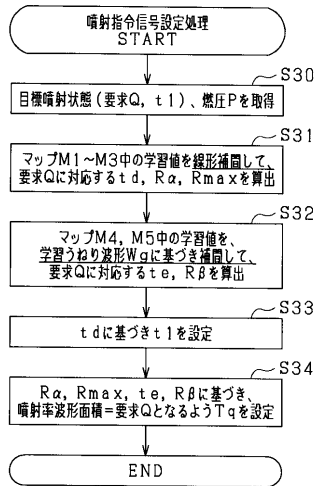 噴射指令信号設定処理
START
S30
目標噴射状態(要求Q, t1)、燃圧Pを取得
S31
マップM1~M3中の学習値を線形補間して、
要求Qに対応するtd, Rα, Rmaxを算出
S32
マップM4, M5中の学習値を、
学習うねり波形Wgに基づき補間して、
要求Qに対応するte, Rβを算出
S33
tdに基づきt1を設定
S34
Rα, Rmax, te, Rβに基づき、
噴射率波形面積=要求QとなるようTqを設定
END